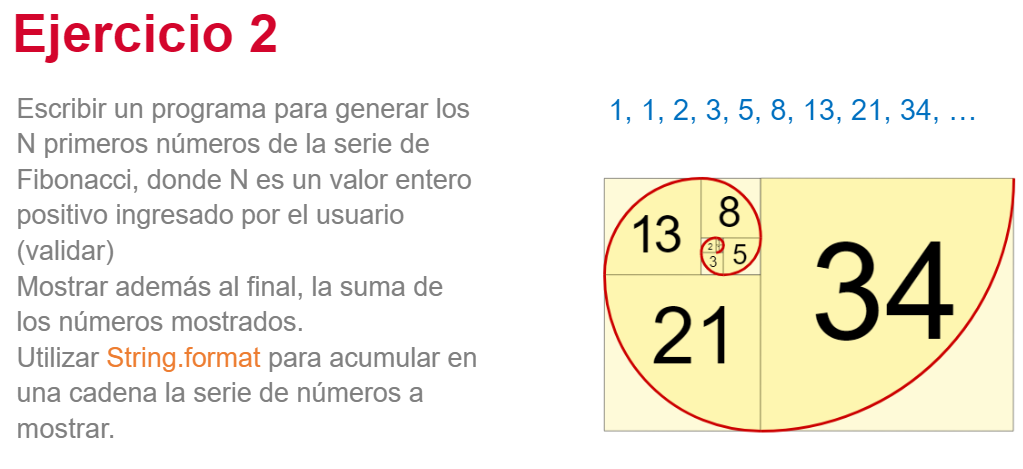 Ejercicio 2
Escribir un programa para generar los
N primeros números de la serie de
Fibonacci, donde N es un valor entero
positivo ingresado por el usuario
(validar)
Mostrar además al final, la suma de
los números mostrados.
Utilizar String.format para acumular en
una cadena la serie de números a
mostrar.
1, 1, 2, 3, 5, 8, 13, 21, 34, …
13
8
2
3
5
21
34